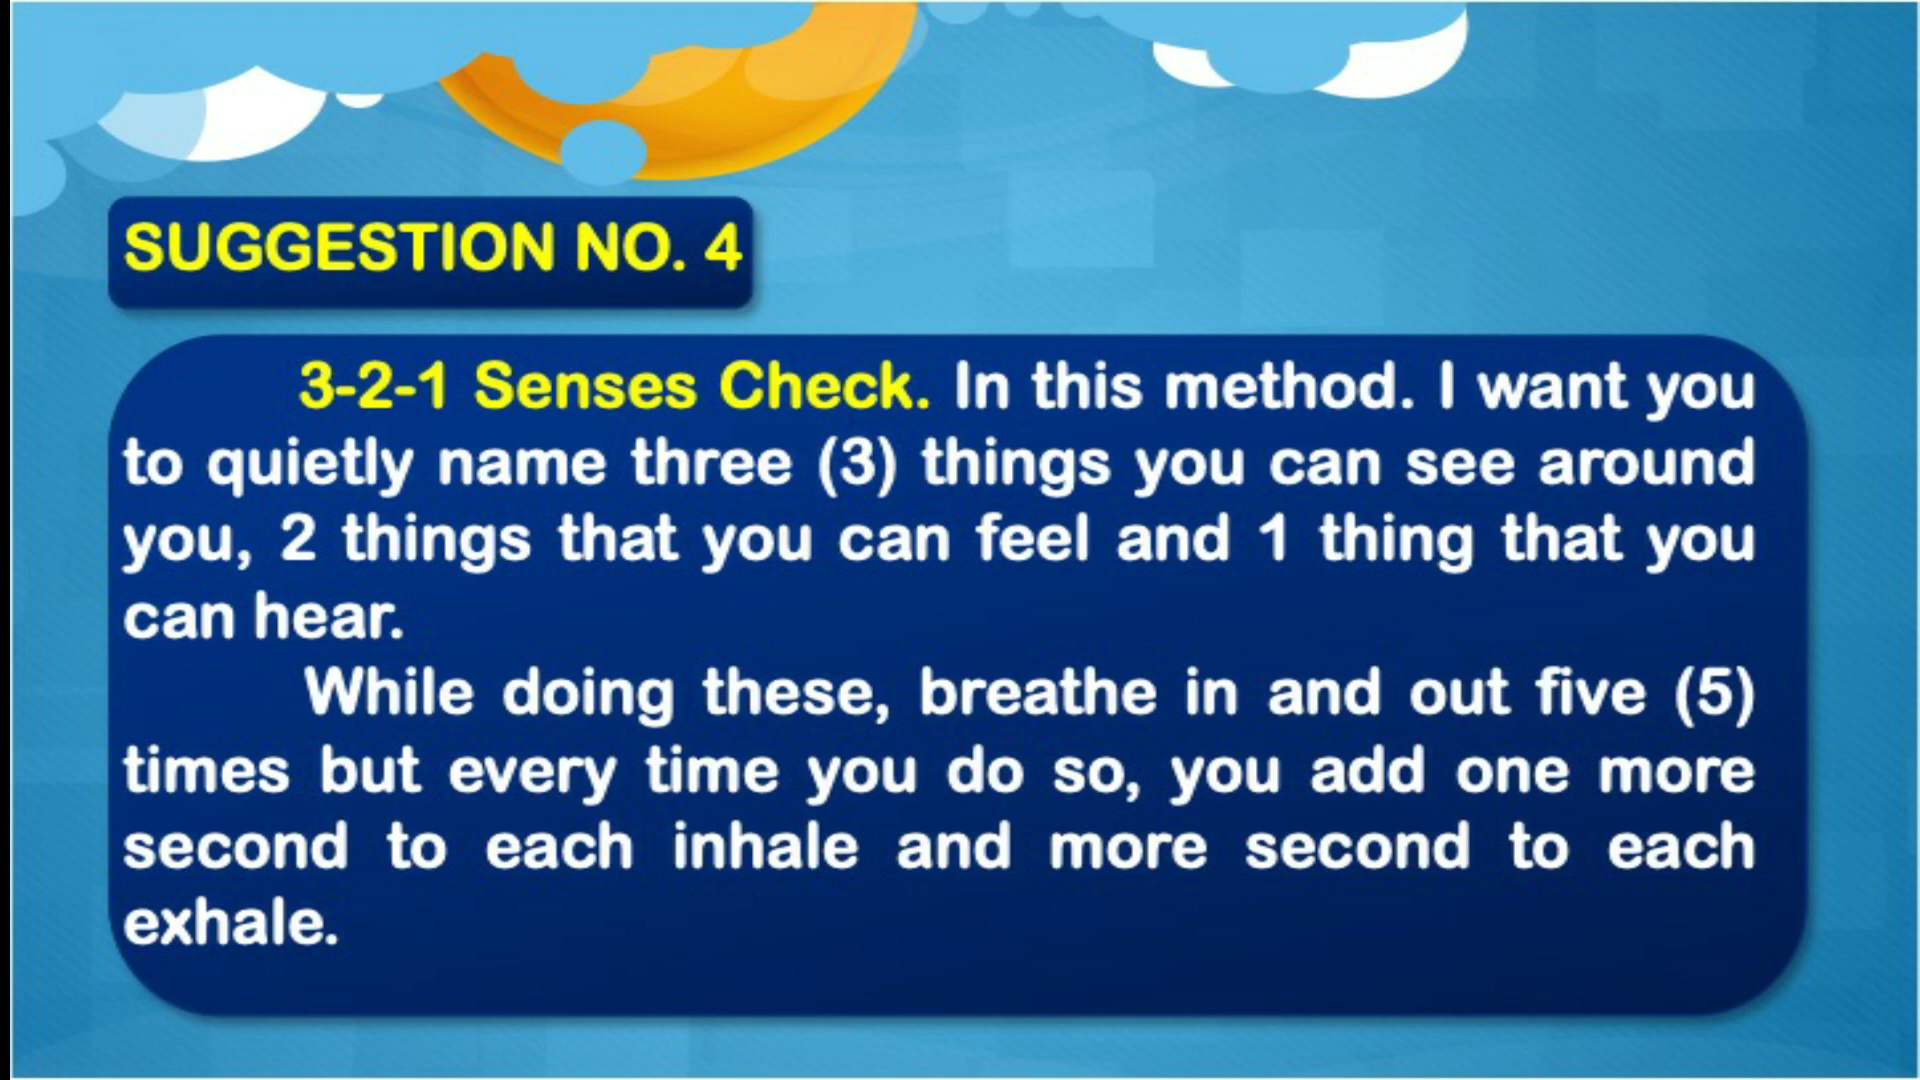 SUGGESTION NO. 4
3-2-1 Senses Check. In this method. I want you
to quietly name three (3) things you can see around
you, 2 things that you can feel and 1 thing that you
can hear.
While doing these, breathe in and out five (5)
times but every time you do so, you add one more
second to each inhale and more second to each
exhale.